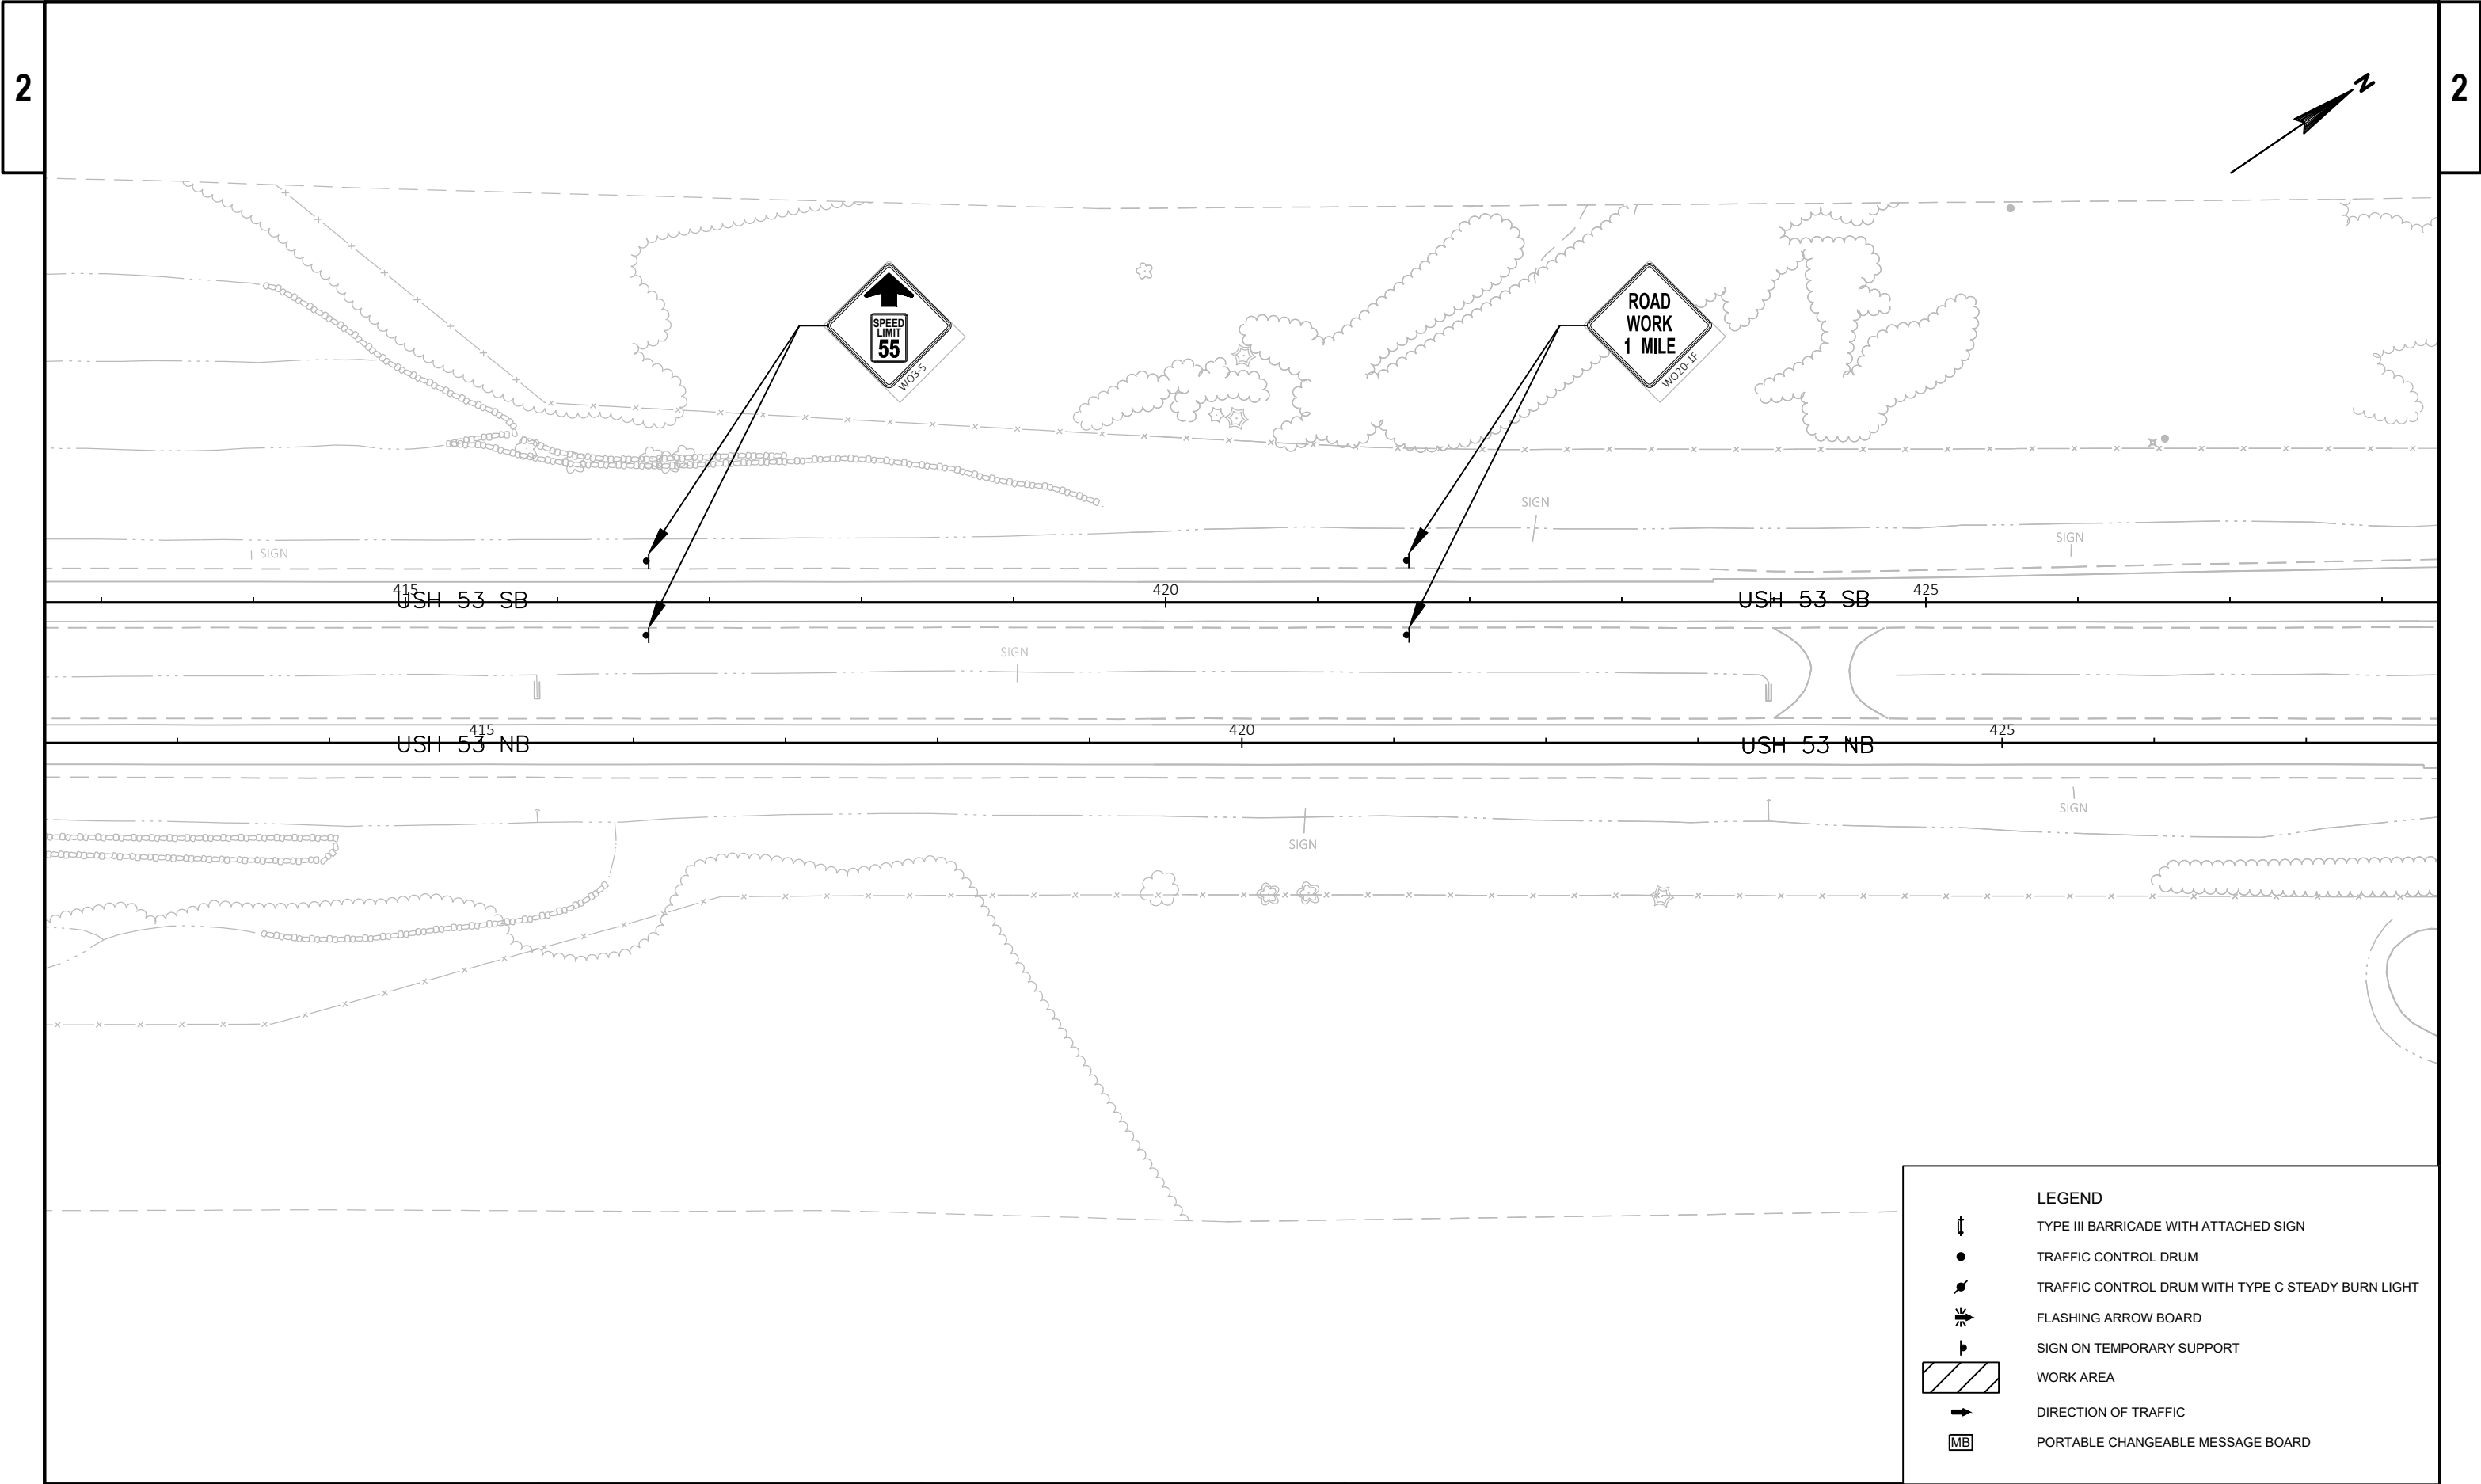 2
2
N
SPEED
LIMIT
55
WO3-5
ROAD
WORK
1 MILE
WO20-1F
SIGN
SIGN
SIGN
415
420
425
USH 53 SB
USH 53 SB
SIGN
415
420
425
USH 53 NB
USH 53 NB
SIGN
SIGN
LEGEND
TYPE III BARRICADE WITH ATTACHED SIGN
TRAFFIC CONTROL DRUM
TRAFFIC CONTROL DRUM WITH TYPE C STEADY BURN LIGHT
FLASHING ARROW BOARD
SIGN ON TEMPORARY SUPPORT
WORK AREA
DIRECTION OF TRAFFIC
MB PORTABLE CHANGEABLE MESSAGE BOARD